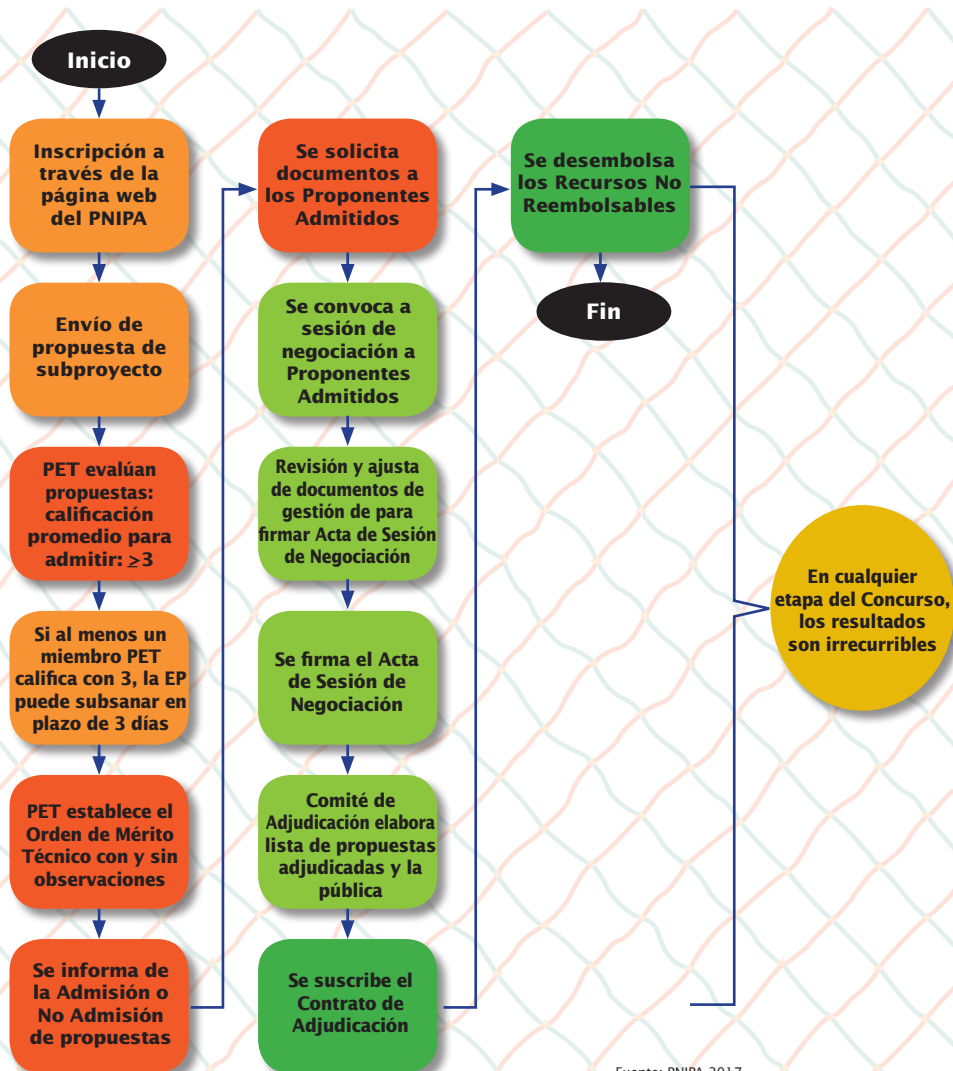 Inicio
Inscripción a
través de la
página web
del PNIPA
Envío de
propuesta de
subproyecto
PET evalúan
propuestas:
calificación
promedio para
admitir: ≥3
Si al menos un
miembro PET
califica con 3, la EP
puede subsanar en
plazo de 3 días
PET establece el
Orden de Mérito
Técnico con y sin
observaciones
Se informa de
la Admisión o
No Admisión
de propuestas
Se solicita
documentos a
los Proponentes
Admitidos
Se convoca a
sesión de
negociación a
Proponentes
Admitidos
Revisión y ajusta
de documentos de
gestión de para
firmar Acta de Sesión
de Negociación
Se firma el Acta
de Sesión de
Negociación
Comité de
Adjudicación elabora
lista de propuestas
adjudicadas y la
pública
Se suscribe el
Contrato de
Adjudicación
Se desembolsa
los Recursos No
Reembolsables
Fin
En cualquier
etapa del Concurso,
los resultados
son irrecurribles
Fuente: PNIPA 2017